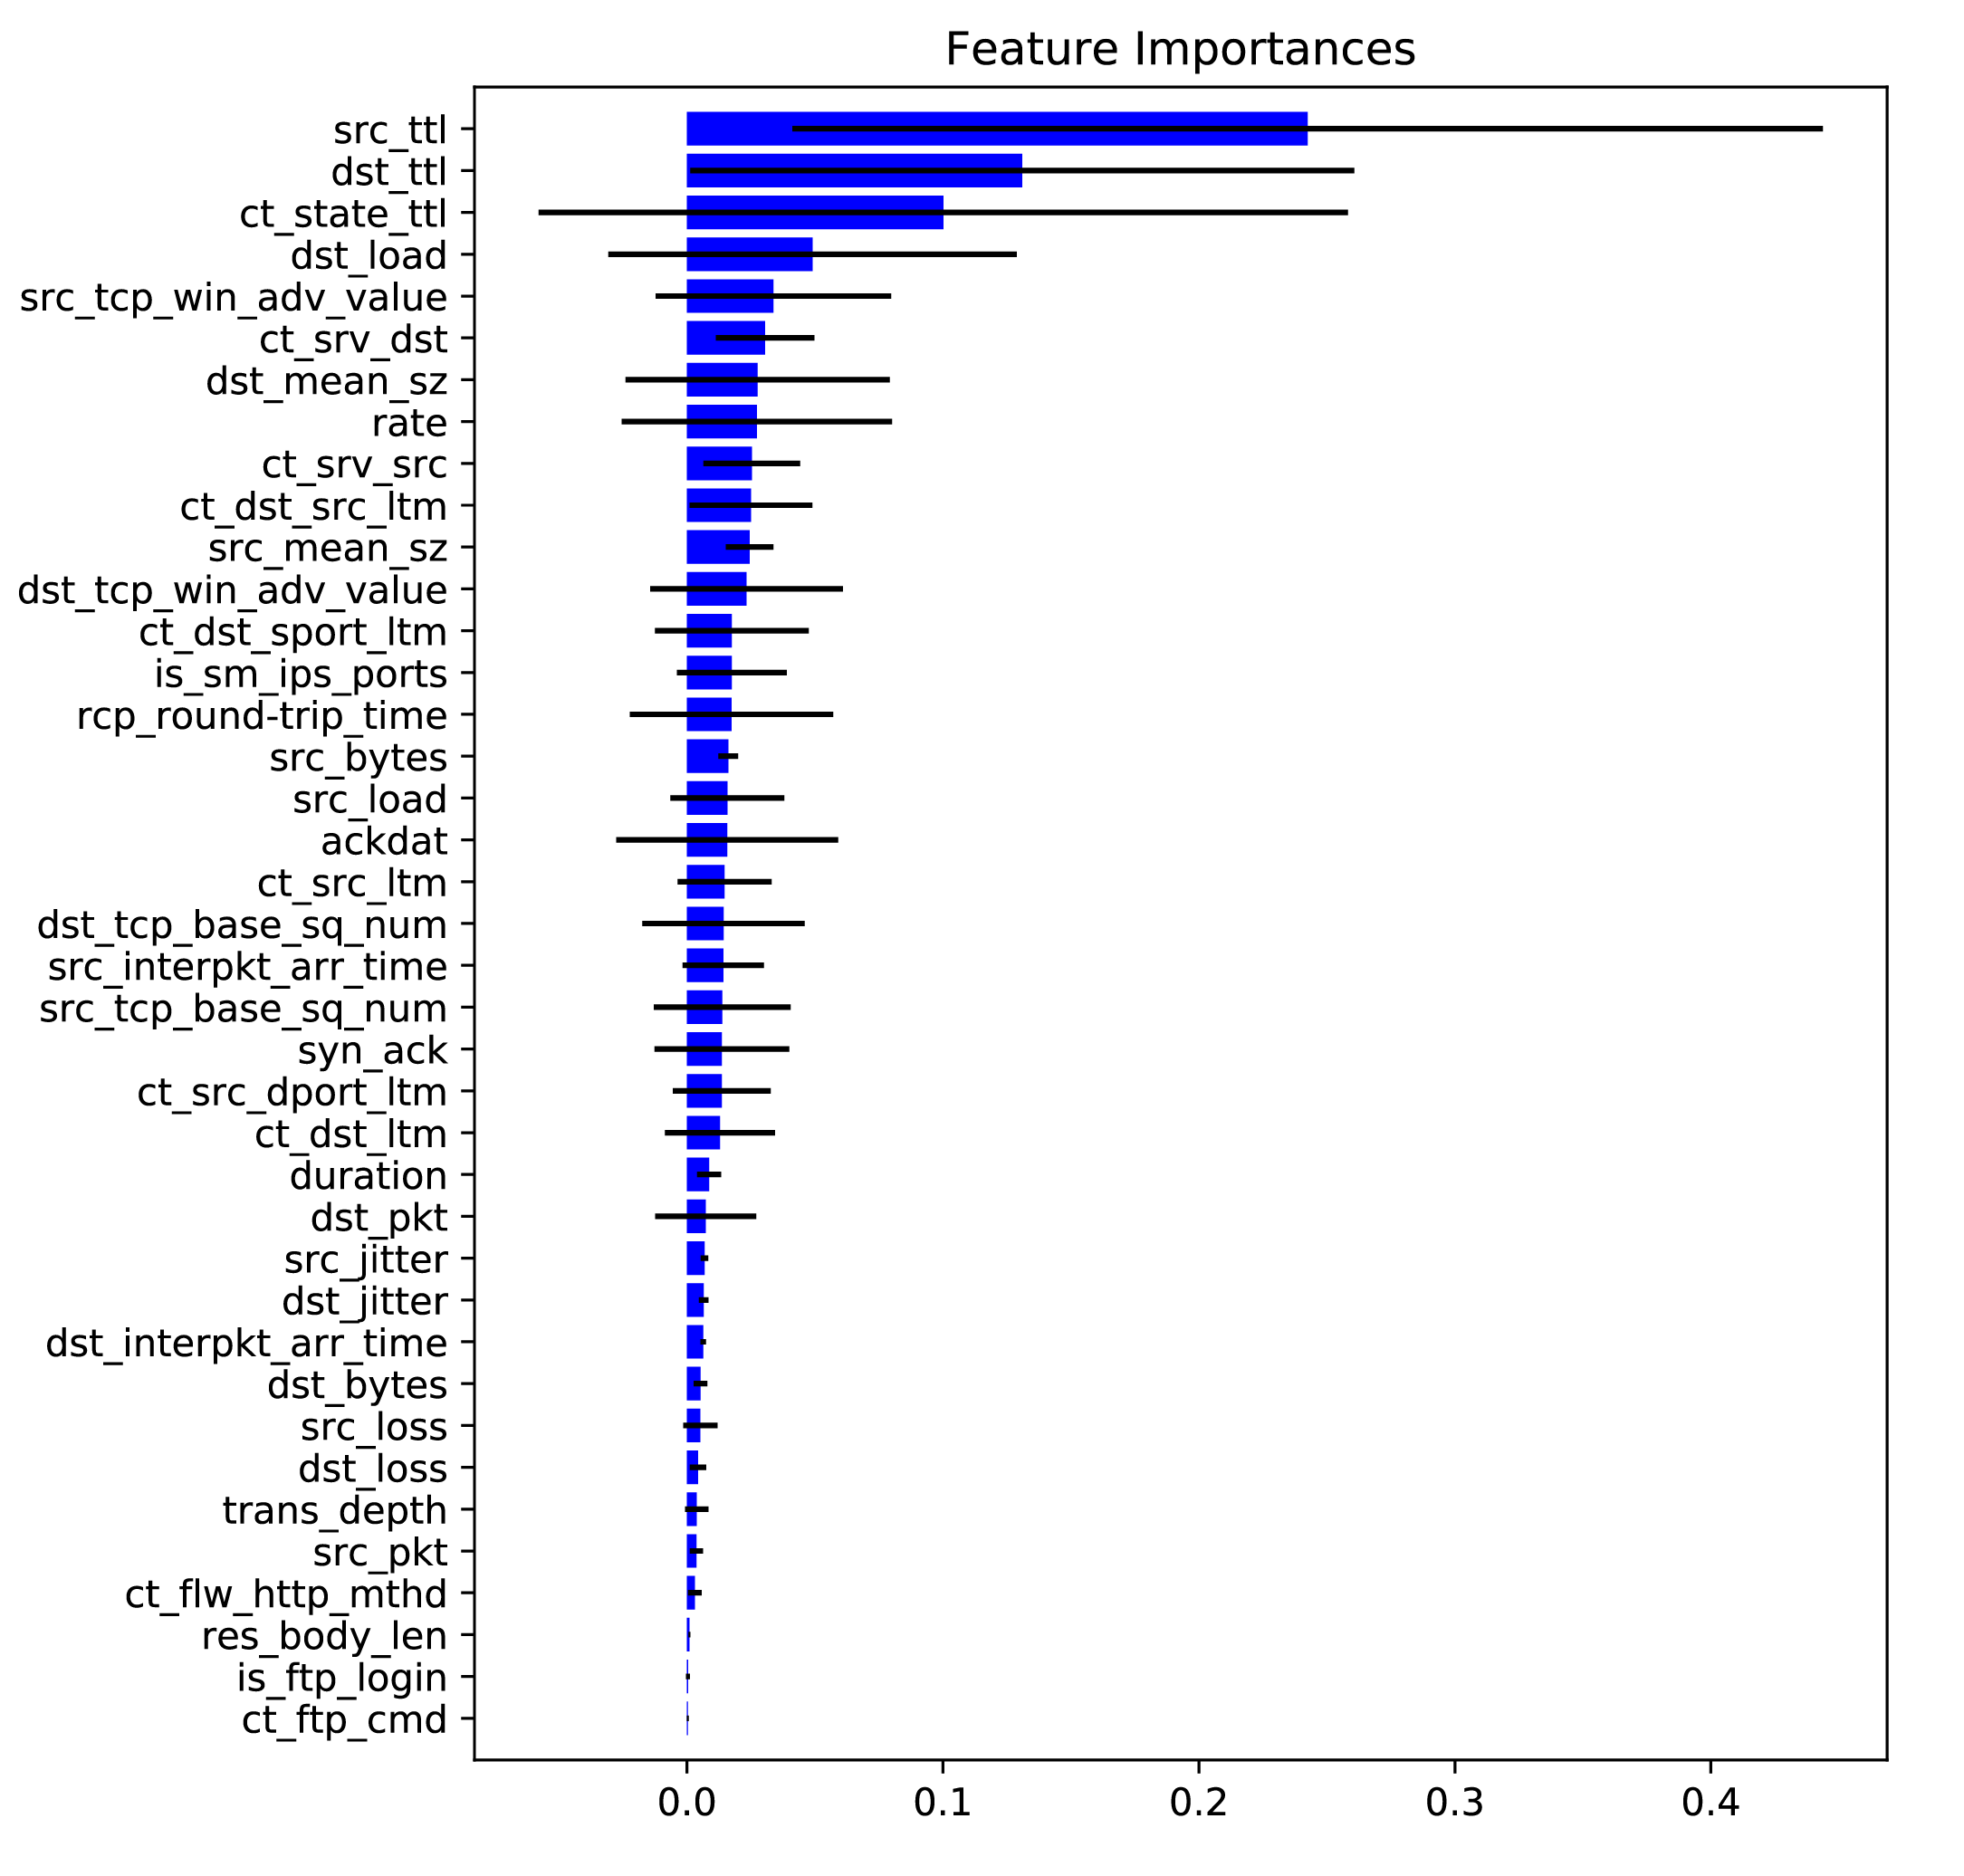 Feature Importances
src_ttl
dst_ttl
ct_state_ttl
dst_load
src_tcp_win_adv_value
ct_srv_dst
dst_mean_sz
rate
ct_srv_src
ct_dst_src_ltm
src_mean_sz
dst_tcp_win_adv_value
ct_dst_sport_ltm
is_sm_ips_ports
rcp_round-trip_time
src_bytes
src_load
ackdat
ct_src_ltm
dst_tcp_base_sq_num
src_interpkt_arr_time
src_tcp_base_sq_num
syn_ack
ct_src_dport_ltm
ct_dst_ltm
duration
dst_pkt
src_jitter
dst_jitter
dst_interpkt_arr_time
dst_bytes
src_loss
dst_loss
trans_depth
src_pkt
ct_flw_http_mthd
res_body_len
is_ftp_login
ct_ftp_cmd
0.0 0.1 0.2 0.3 0.4